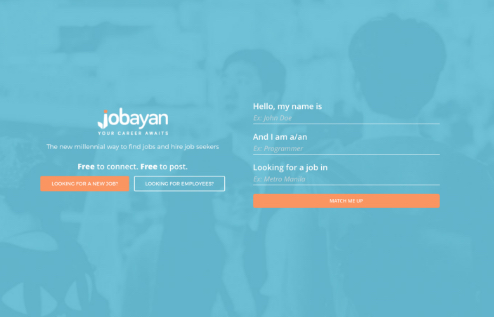 jobayan
YOUR CAREER AWAITS
The new millennial way to find jobs and hire job seekers
Free to connect. Free to post.
LOOKING FOR A NEW JOB?
LOOKING FOR EMPLOYEES?
Hello, my name is
Ex: John Doe
And I am a/an
Ex: Programmer
Looking for a job in
Ex: Metro Manila
MATCH ME UP